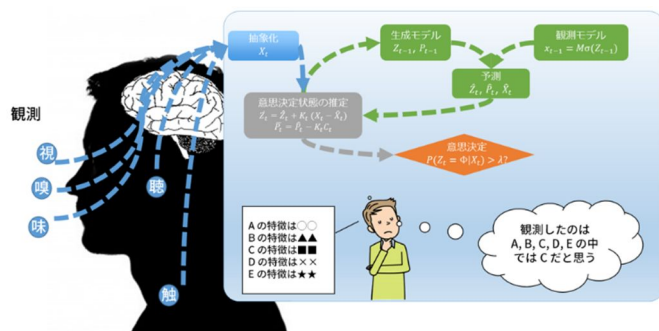 観測
視
嗅
味
聴
触
抽象化
X_t
生成モデル
Z_{t-1}, P_{t-1}
観測モデル
x_{t-1} = Mσ(Z_{t-1})
予測
Ẑ_t, P̂_t, X̂_t
意思決定状態の推定
Z_t = Ẑ_t + K_t (X_t − X̂_t)
P̂_t = P̂_t − K_t C_t
意思決定
P(Z_t = Φ|X_t) > λ?
Aの特徴は○○
Bの特徴は▲▲
Cの特徴は■■
Dの特徴は××
Eの特徴は★★
観測したのは
A, B, C, D, Eの中
ではCだと思う